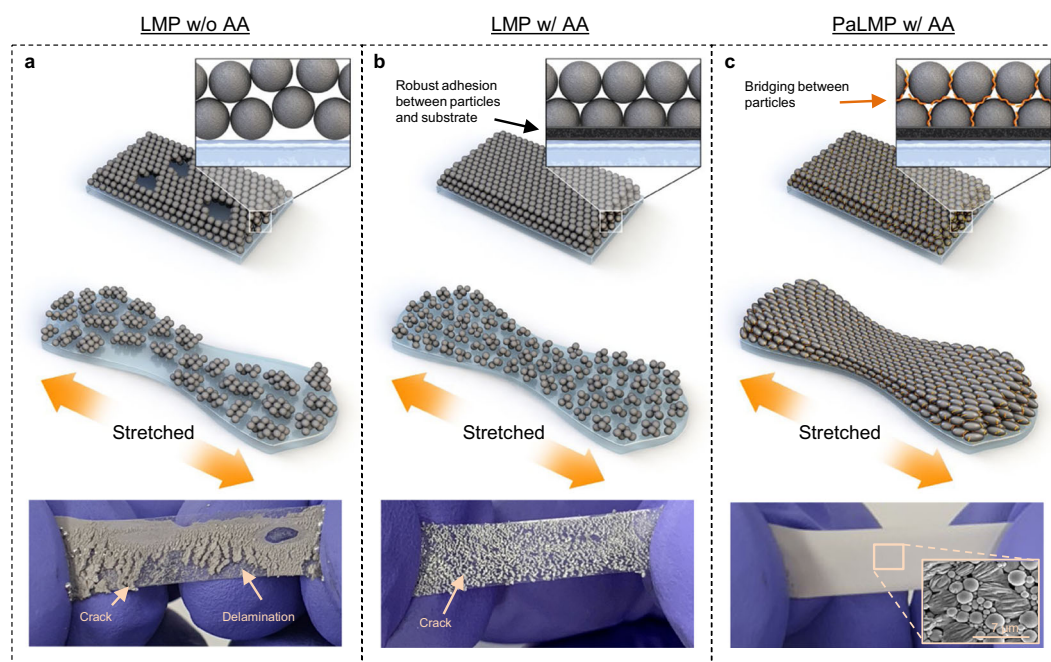 LMP w/o AA
LMP w/ AA
PaLMP w/ AA
a
b
Robust adhesion
between particles
and substrate
c
Bridging between
particles
Stretched
Stretched
Stretched
Crack
Delamination
Crack